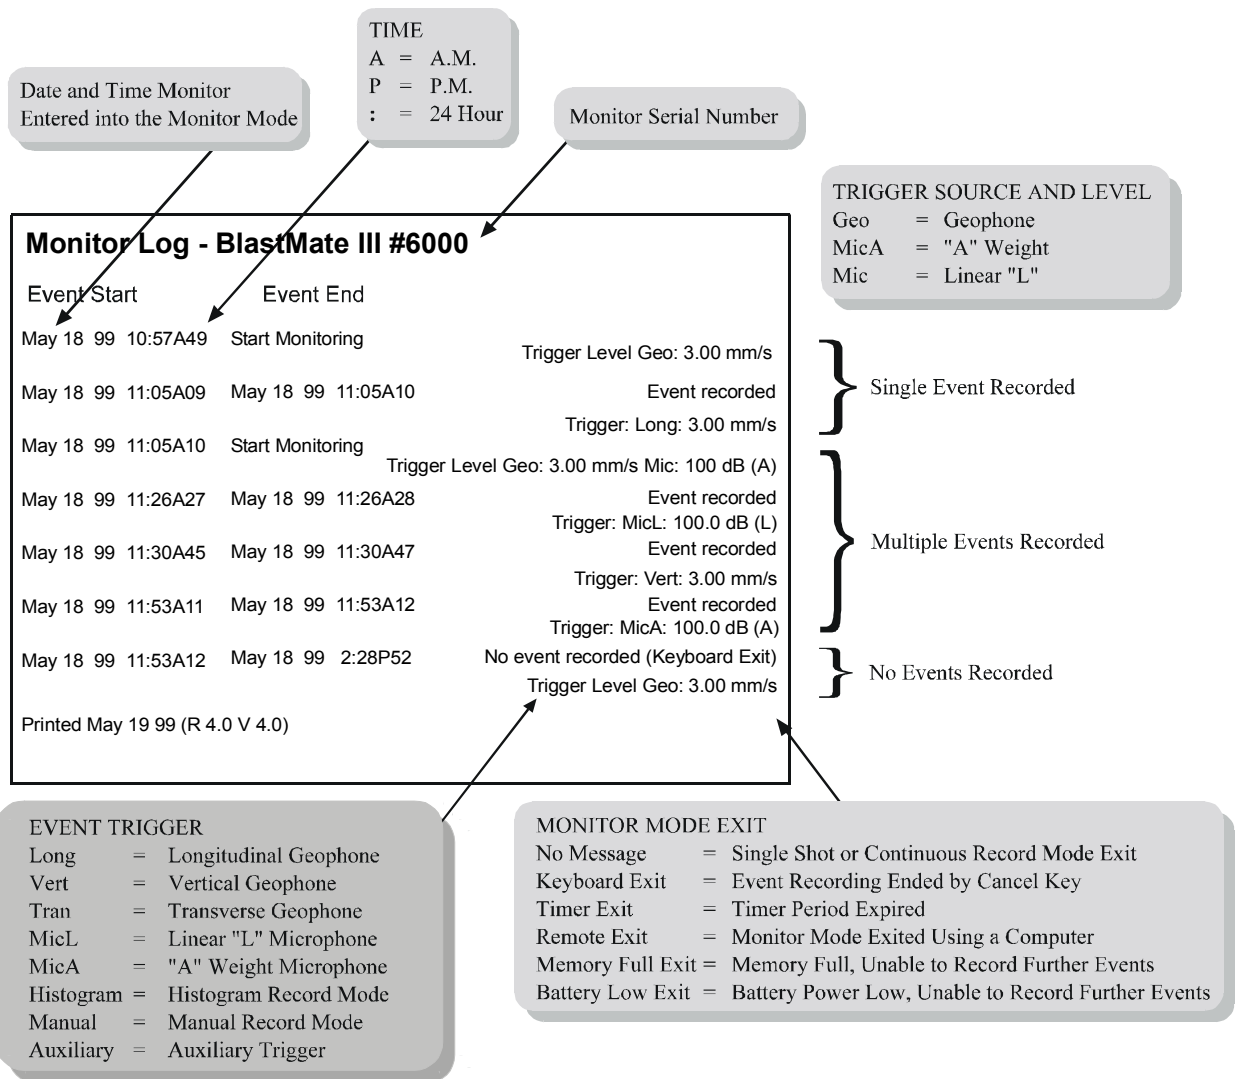 TIME
A = A.M.
P = P.M.
: = 24 Hour
Date and Time Monitor
Entered into the Monitor Mode
Monitor Serial Number
TRIGGER SOURCE AND LEVEL
Geo = Geophone
MicA = "A" Weight
Mic = Linear "L"
Monitor Log - BlastMate III #6000
Event Start Event End
May 18 99 10:57A49 Start Monitoring
Trigger Level Geo: 3.00 mm/s
May 18 99 11:05A09 May 18 99 11:05A10 Event recorded
Trigger: Long: 3.00 mm/s
Single Event Recorded
May 18 99 11:05A10 Start Monitoring
Trigger Level Geo: 3.00 mm/s Mic: 100 dB (A)
May 18 99 11:26A27 May 18 99 11:26A28 Event recorded
Trigger: MicL: 100.0 dB (L)
May 18 99 11:30A45 May 18 99 11:30A47 Event recorded
Trigger: Vert: 3.00 mm/s
May 18 99 11:53A11 May 18 99 11:53A12 Event recorded
Trigger: MicA: 100.0 dB (A)
Multiple Events Recorded
May 18 99 11:53A12 May 18 99 2:28P52 No event recorded (Keyboard Exit)
Trigger Level Geo: 3.00 mm/s
No Events Recorded
Printed May 19 99 (R 4.0 V 4.0)
EVENT TRIGGER
Long = Longitudinal Geophone
Vert = Vertical Geophone
Tran = Transverse Geophone
MicL = Linear "L" Microphone
MicA = "A" Weight Microphone
Histogram = Histogram Record Mode
Manual = Manual Record Mode
Auxiliary = Auxiliary Trigger
MONITOR MODE EXIT
No Message = Single Shot or Continuous Record Mode Exit
Keyboard Exit = Event Recording Ended by Cancel Key
Timer Exit = Timer Period Expired
Remote Exit = Monitor Mode Exited Using a Computer
Memory Full Exit = Memory Full, Unable to Record Further Events
Battery Low Exit = Battery Power Low, Unable to Record Further Events